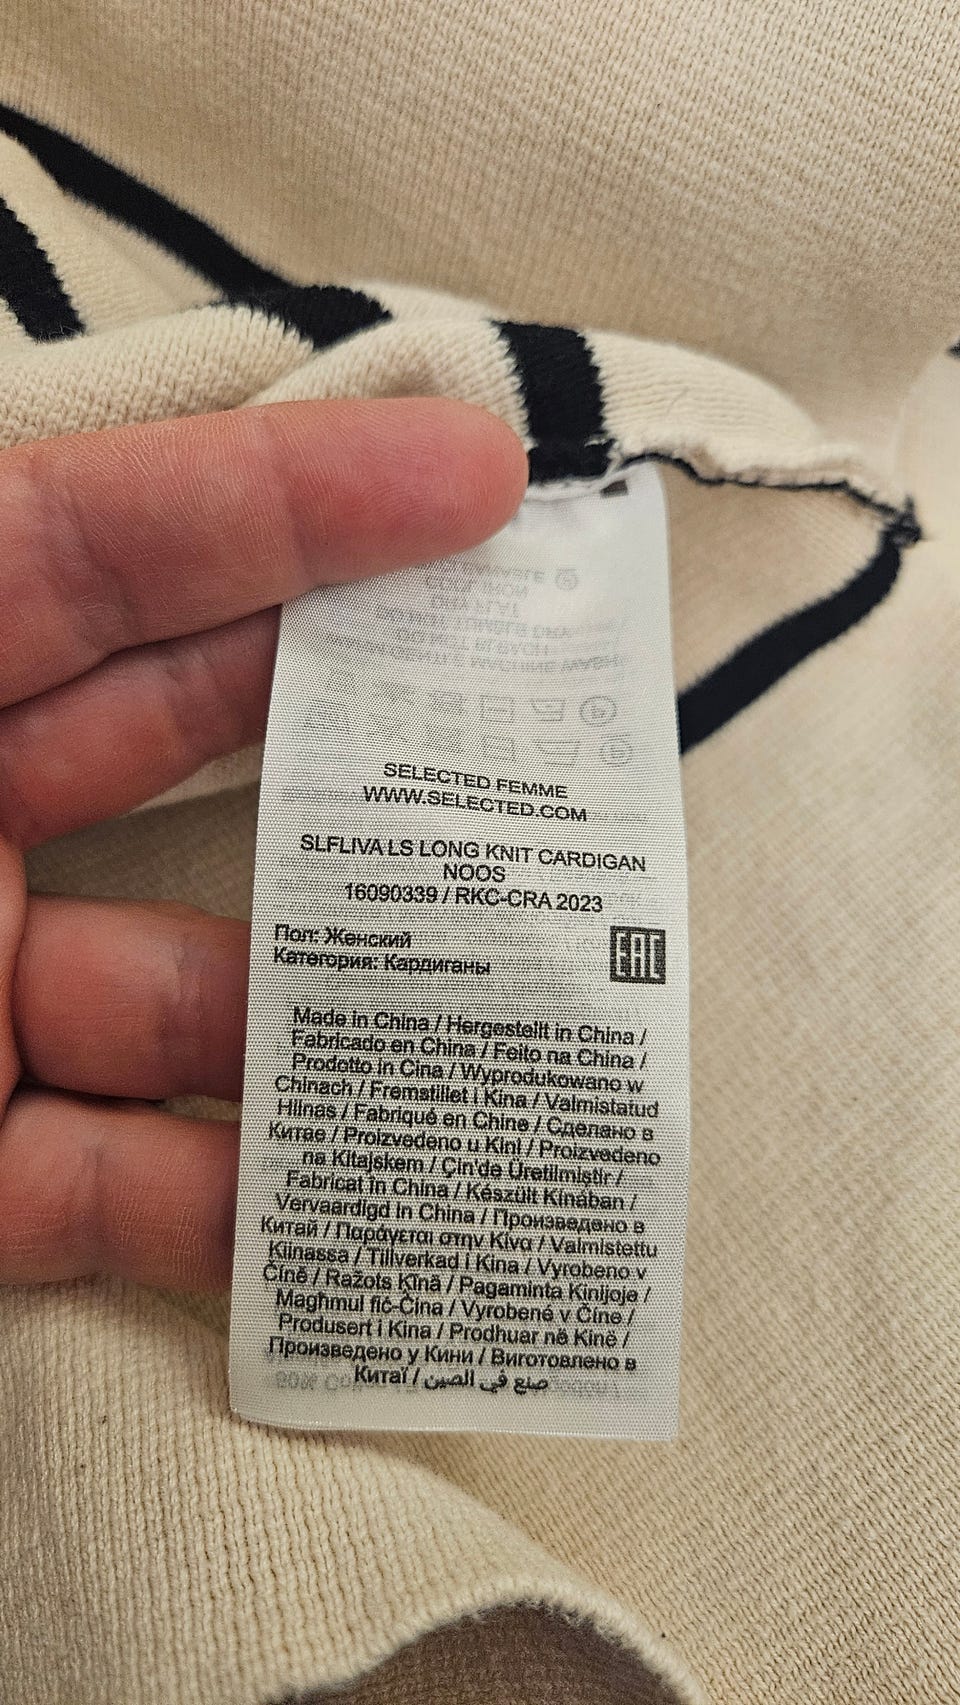 SELECTED FEMME
WWW.SELECTED.COM
SLFLIVA LS LONG KNIT CARDIGAN
NOOS
16090339 / RKC-CRA 2023
Пол: Женский
Категория: Кардиганы
EAC
Made in China / Hergestellt in China /
Fabricado en China / Feito na China /
Prodotto in Cina / Wyprodukowano w
Chinach / Fremstillet i Kina / Valmistatud
Hiinas / Fabriqué en Chine / Сделано в
Китае / Proizvedeno u Kini / Proizvedeno
na Kitajskem / Çin'de Üretilmiştir /
Fabricat în China / Készült Kínában /
Vervaardigd in China / Произведено в
Китай / Παράγεται στην Κίνα / Valmistettu
Kiinassa / Tillverkad i Kina / Vyrobeno v
Číně / Ražots Ķīnā / Pagaminta Kinijoje /
Magħmul fiċ-Ċina / Vyrobené v Číne /
Produsert i Kina / Prodhuar në Kinë /
Произведено у Кини / Виготовлено в
Китаї / صنع في الصين